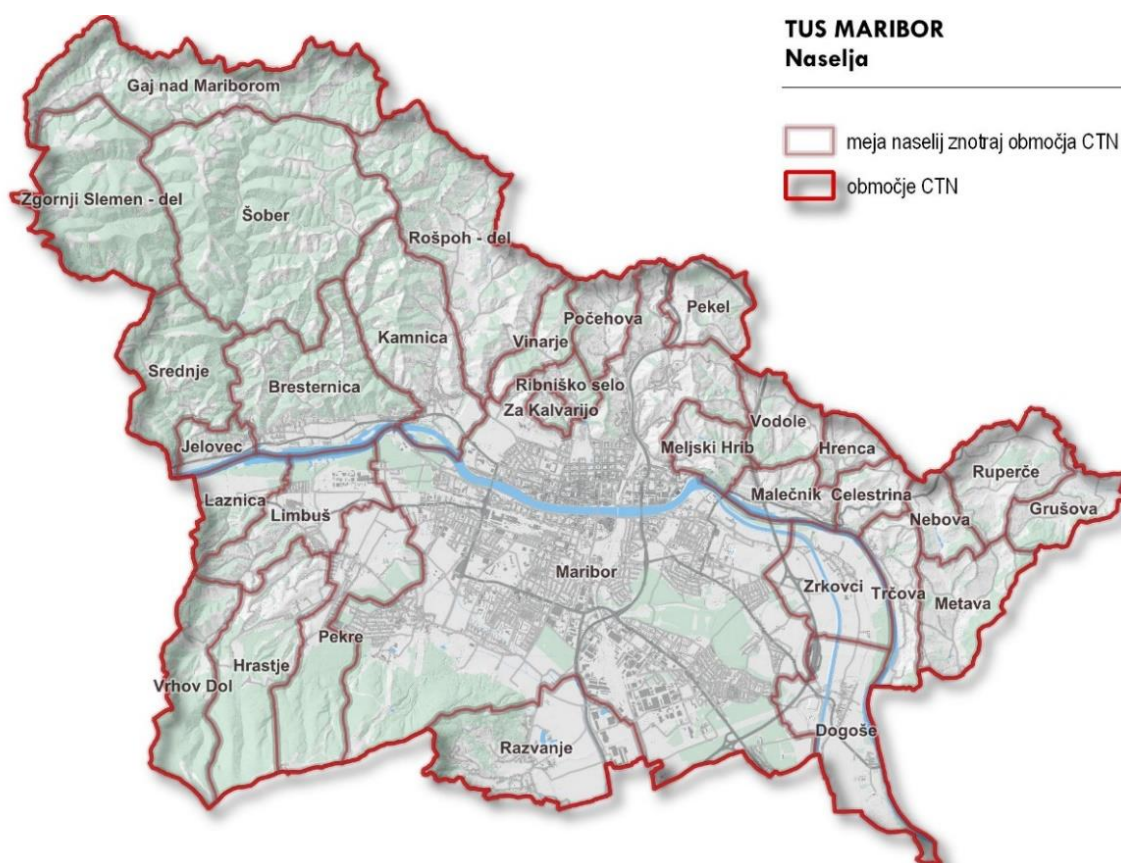 TUS MARIBOR
Naselja
meja naselij znotraj območja CTN
območje CTN
Gaj nad Mariborom
Zgornji Slemen - del
Šober
Rošpoh - del
Pekel
Počehova
Kamnica
Vinarje
Srednje
Bresternica
Ribniško selo
Za Kalvarijo
Vodole
Jelovec
Meljski Hrib
Hrenca
Ruperče
Laznica
Limbuš
Malečnik
Celestrina
Nebova
Grušova
Maribor
Zrkovci
Trčova
Metava
Pekre
Hrastje
Vrhov Dol
Razvanje
Dogoše